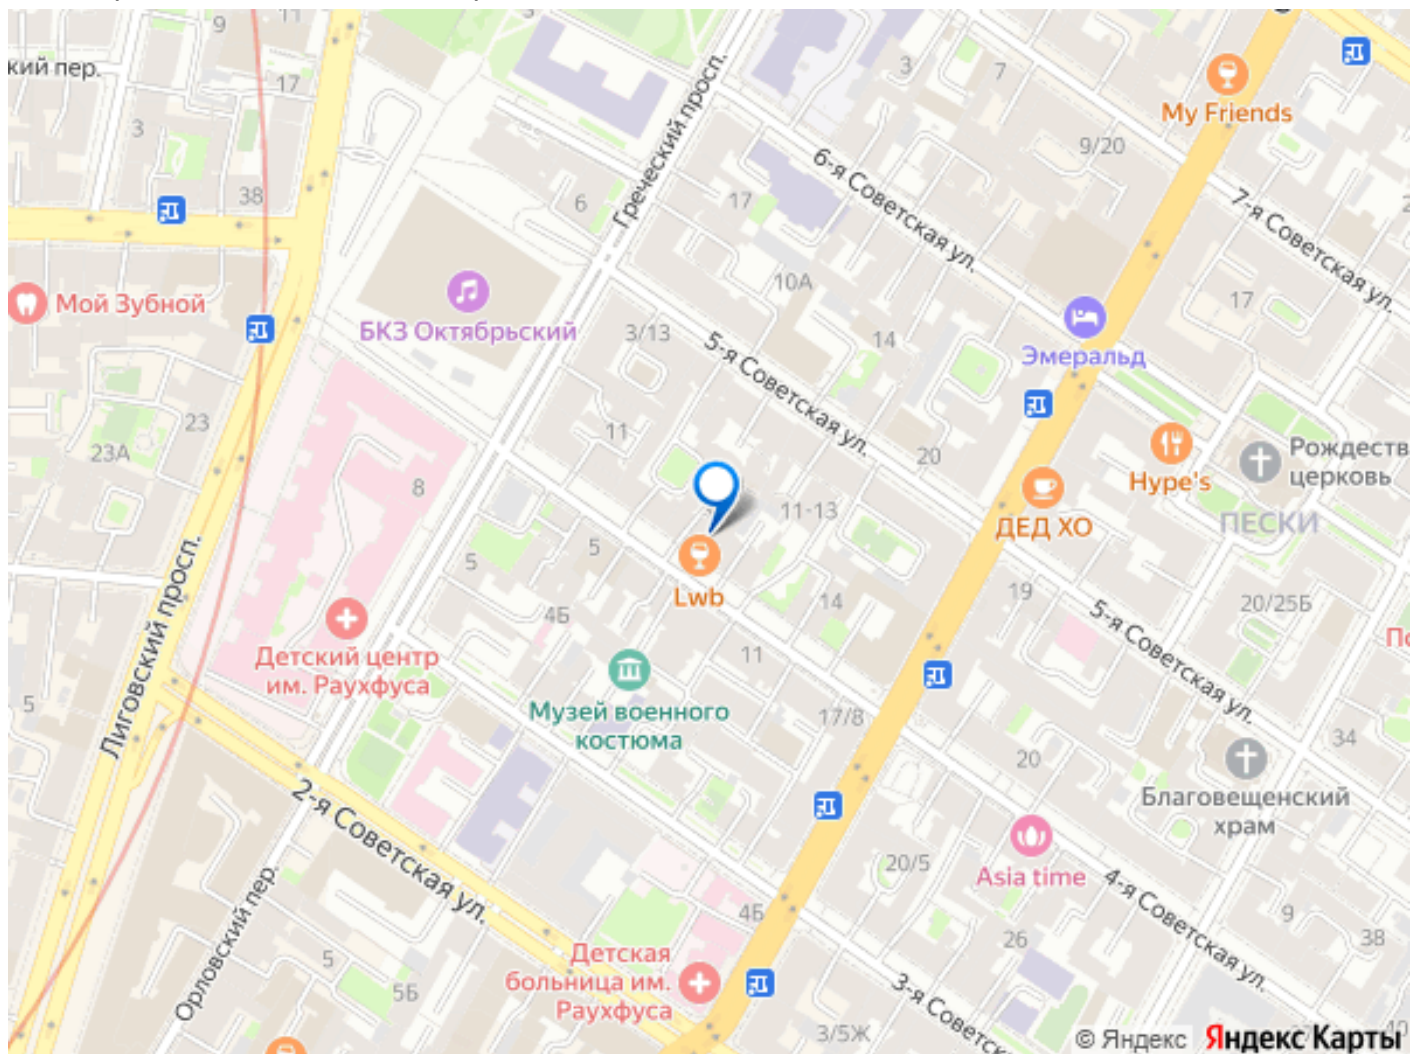 9
11
кий пер.
17
3
7
My Friends
3
9/20
Греческий просп.
6-я Советская ул.
7-я Советская ул.
38
6
17
Мой Зубной
БКЗ Октябрьский
10А
3/13
14
17
5-я Советская ул.
Эмеральд
23
23А
11
20
8
11-13
Hype's
Рождеств
церковь
ДЕД ХО
ПЕСКИ
5
5
Lwb
4Б
14
19
20/25Б
5-я Советская ул.
Лиговский просп.
Детский центр
им. Раухфуса
11
Музей военного
костюма
5
17/8
20
34
Благовещенский
храм
2-я Советская ул.
Asia time
20/5
4-я Советская ул.
9
38
4Б
26
Орловский пер.
5
5Б
Детская
больница им.
Раухфуса
3-я Советс
3/5Ж
40
© Яндекс Яндекс Карты